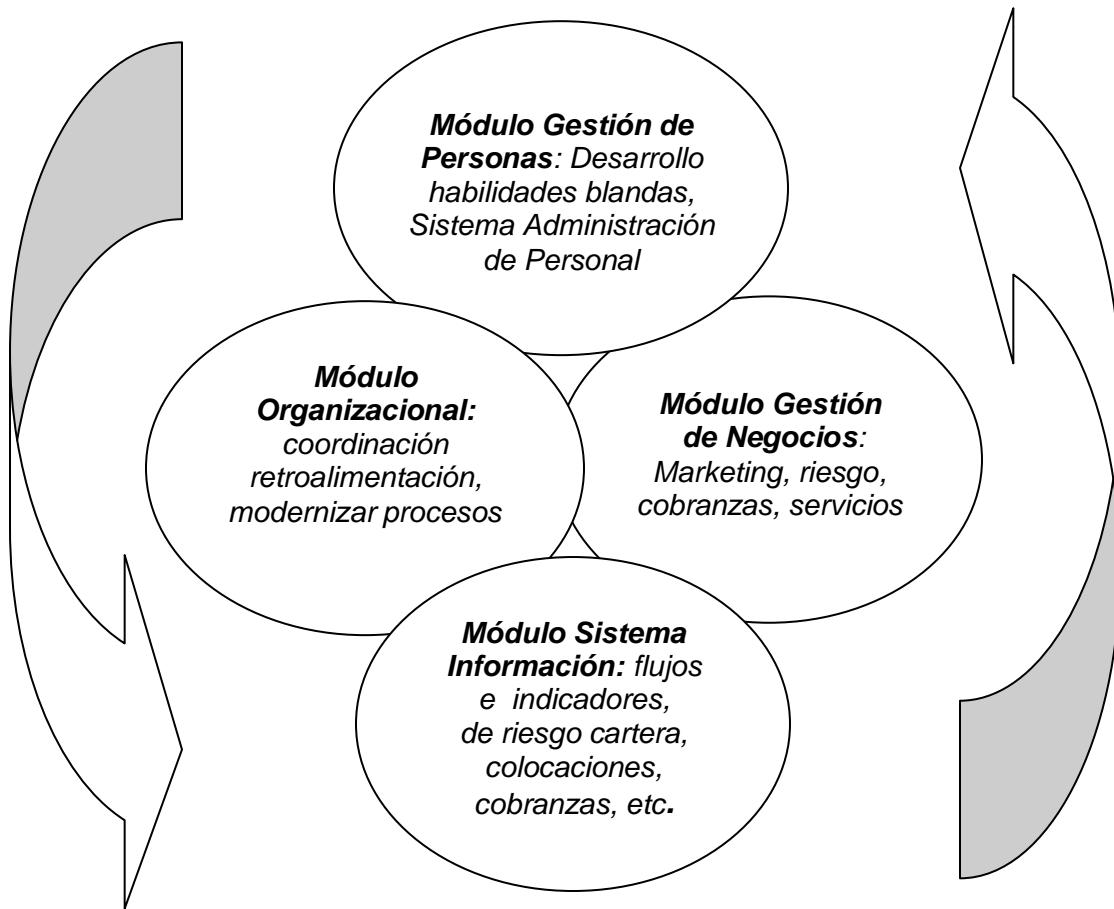 Módulo Gestión de
Personas: Desarrollo
habilidades blandas,
Sistema Administración
de Personal
Módulo
Organizacional:
coordinación
retroalimentación,
modernizar procesos
Módulo Gestión
de Negocios:
Marketing, riesgo,
cobranzas, servicios
Módulo Sistema
Información: flujos
e indicadores,
de riesgo cartera,
colocaciones,
cobranzas, etc.